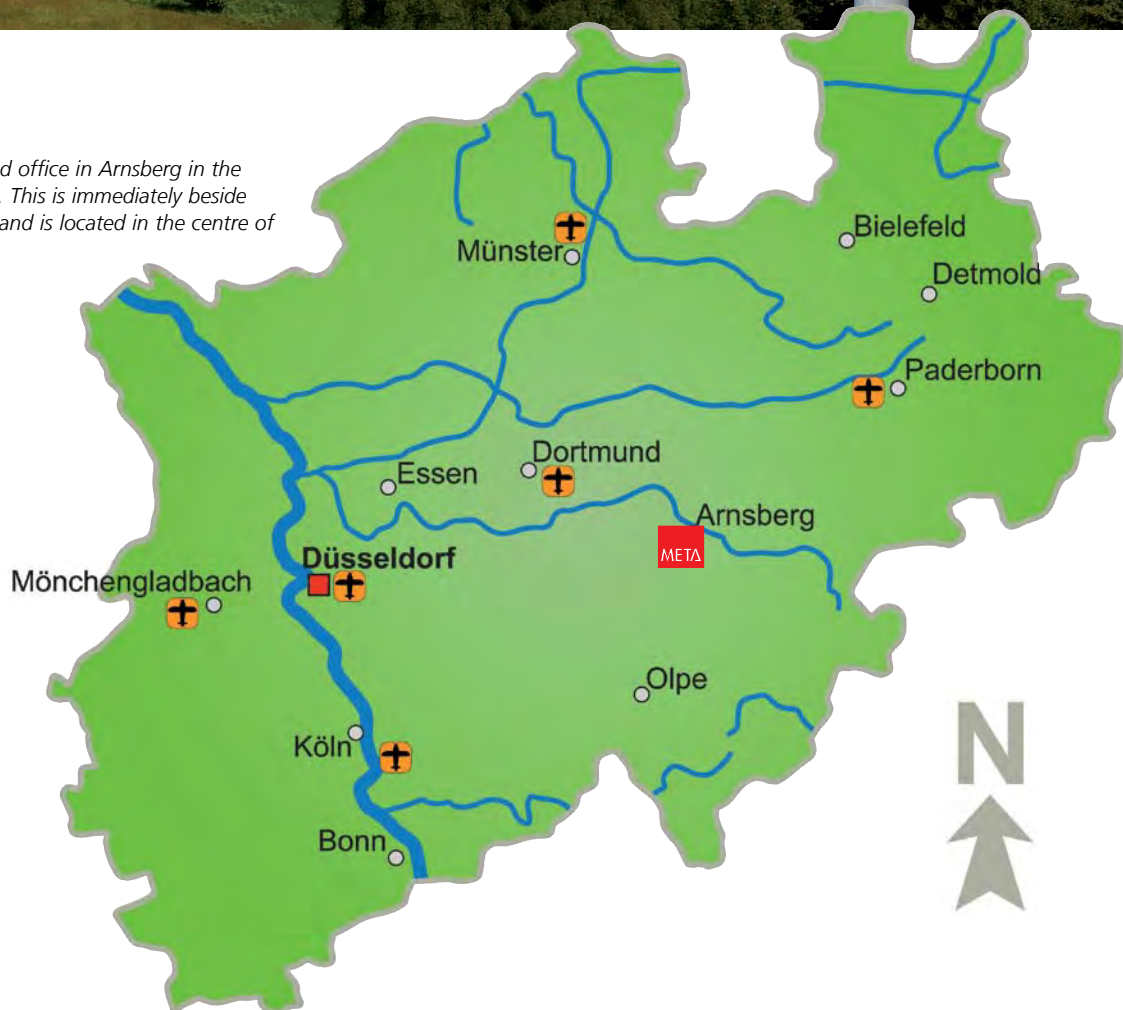 d office in Arnsberg in the
. This is immediately beside
and is located in the centre of
Bielefeld
Münster
Detmold
Paderborn
Dortmund
Essen
Arnsberg
META
Düsseldorf
Mönchengladbach
Olpe
Köln
N
Bonn